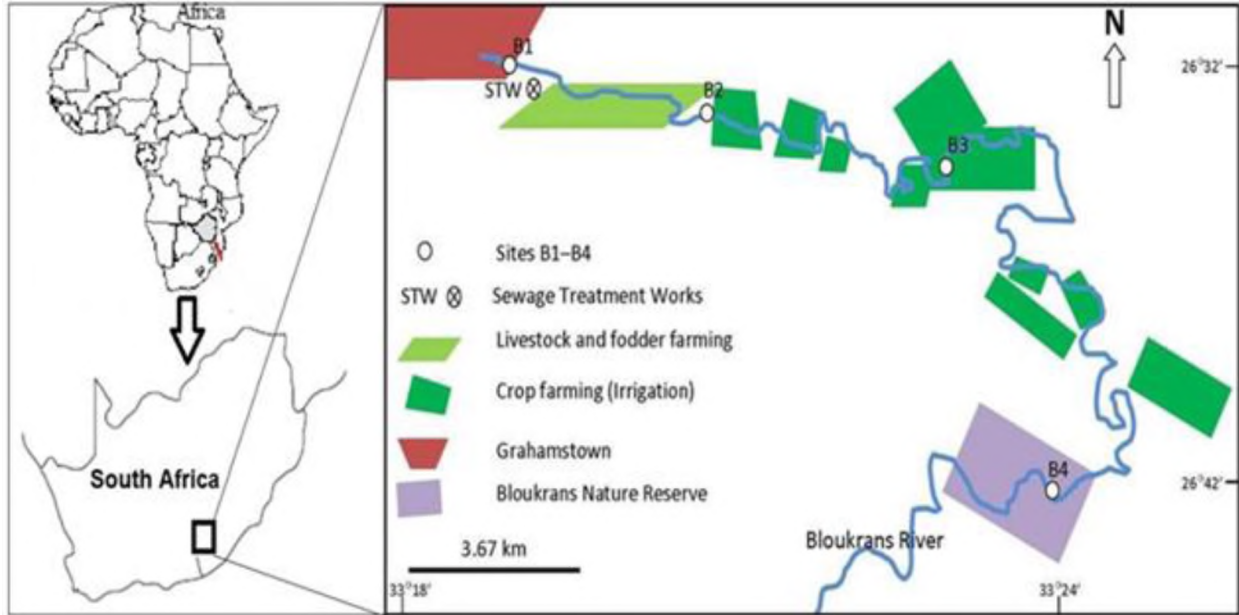 Africa
South Africa
N
B1
STW
B2
B3
B4
26°32'
26°42'
33°18'
33°24'
Sites B1–B4
STW Sewage Treatment Works
Livestock and fodder farming
Crop farming (Irrigation)
Grahamstown
Bloukrans Nature Reserve
3.67 km
Bloukrans River